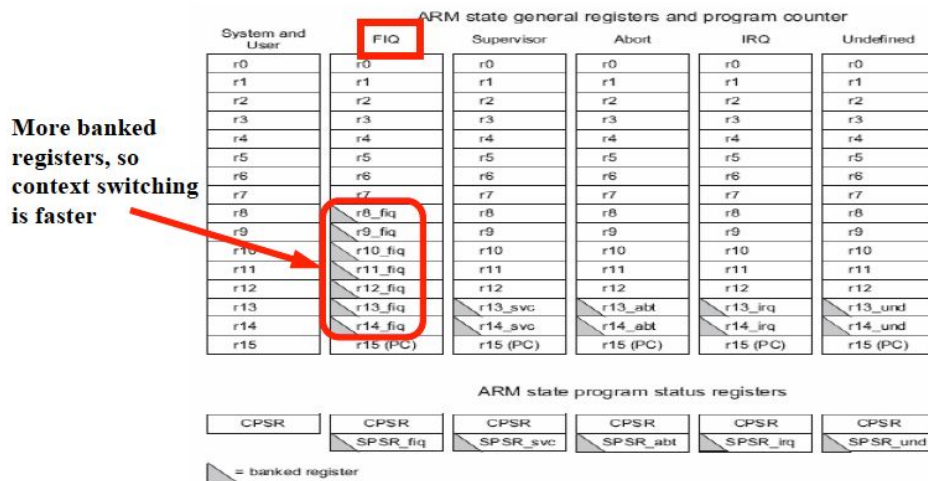 ARM state general registers and program counter
System and User FIQ Supervisor Abort IRQ Undefined
r0 r0 r0 r0 r0 r0
r1 r1 r1 r1 r1 r1
r2 r2 r2 r2 r2 r2
r3 r3 r3 r3 r3 r3
r4 r4 r4 r4 r4 r4
r5 r5 r5 r5 r5 r5
r6 r6 r6 r6 r6 r6
r7 r7 r7 r7 r7 r7
r8 r8_fiq r8 r8 r8 r8
r9 r9_fiq r9 r9 r9 r9
r10 r10_fiq r10 r10 r10 r10
r11 r11_fiq r11 r11 r11 r11
r12 r12_fiq r12 r12 r12 r12
r13 r13_fiq r13_svc r13_abt r13_irq r13_und
r14 r14_fiq r14_svc r14_abt r14_irq r14_und
r15 r15 (PC) r15 (PC) r15 (PC) r15 (PC) r15 (PC)
More banked
registers, so
context switching
is faster
ARM state program status registers
CPSR CPSR CPSR CPSR CPSR CPSR
SPSR_fiq SPSR_svc SPSR_abt SPSR_irq SPSR_und
= banked register